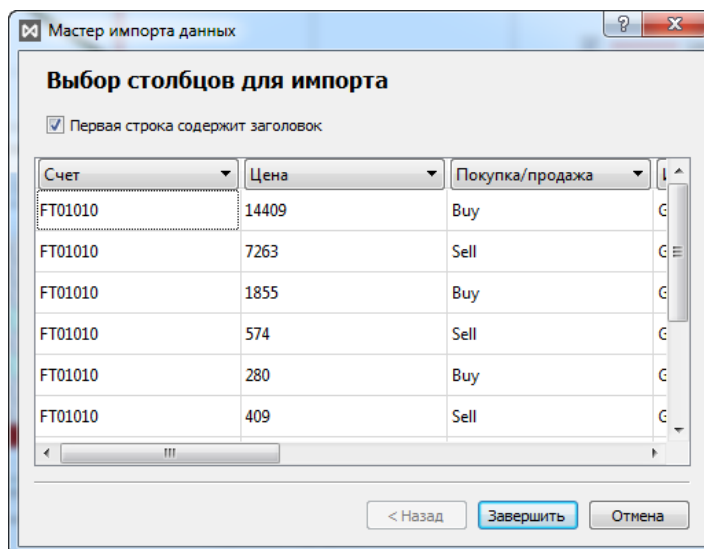 Мастер импорта данных
Выбор столбцов для импорта
Первая строка содержит заголовок
Счет Цена Покупка/продажа
FT01010 14409 Buy
FT01010 7263 Sell
FT01010 1855 Buy
FT01010 574 Sell
FT01010 280 Buy
FT01010 409 Sell
< Назад Завершить Отмена